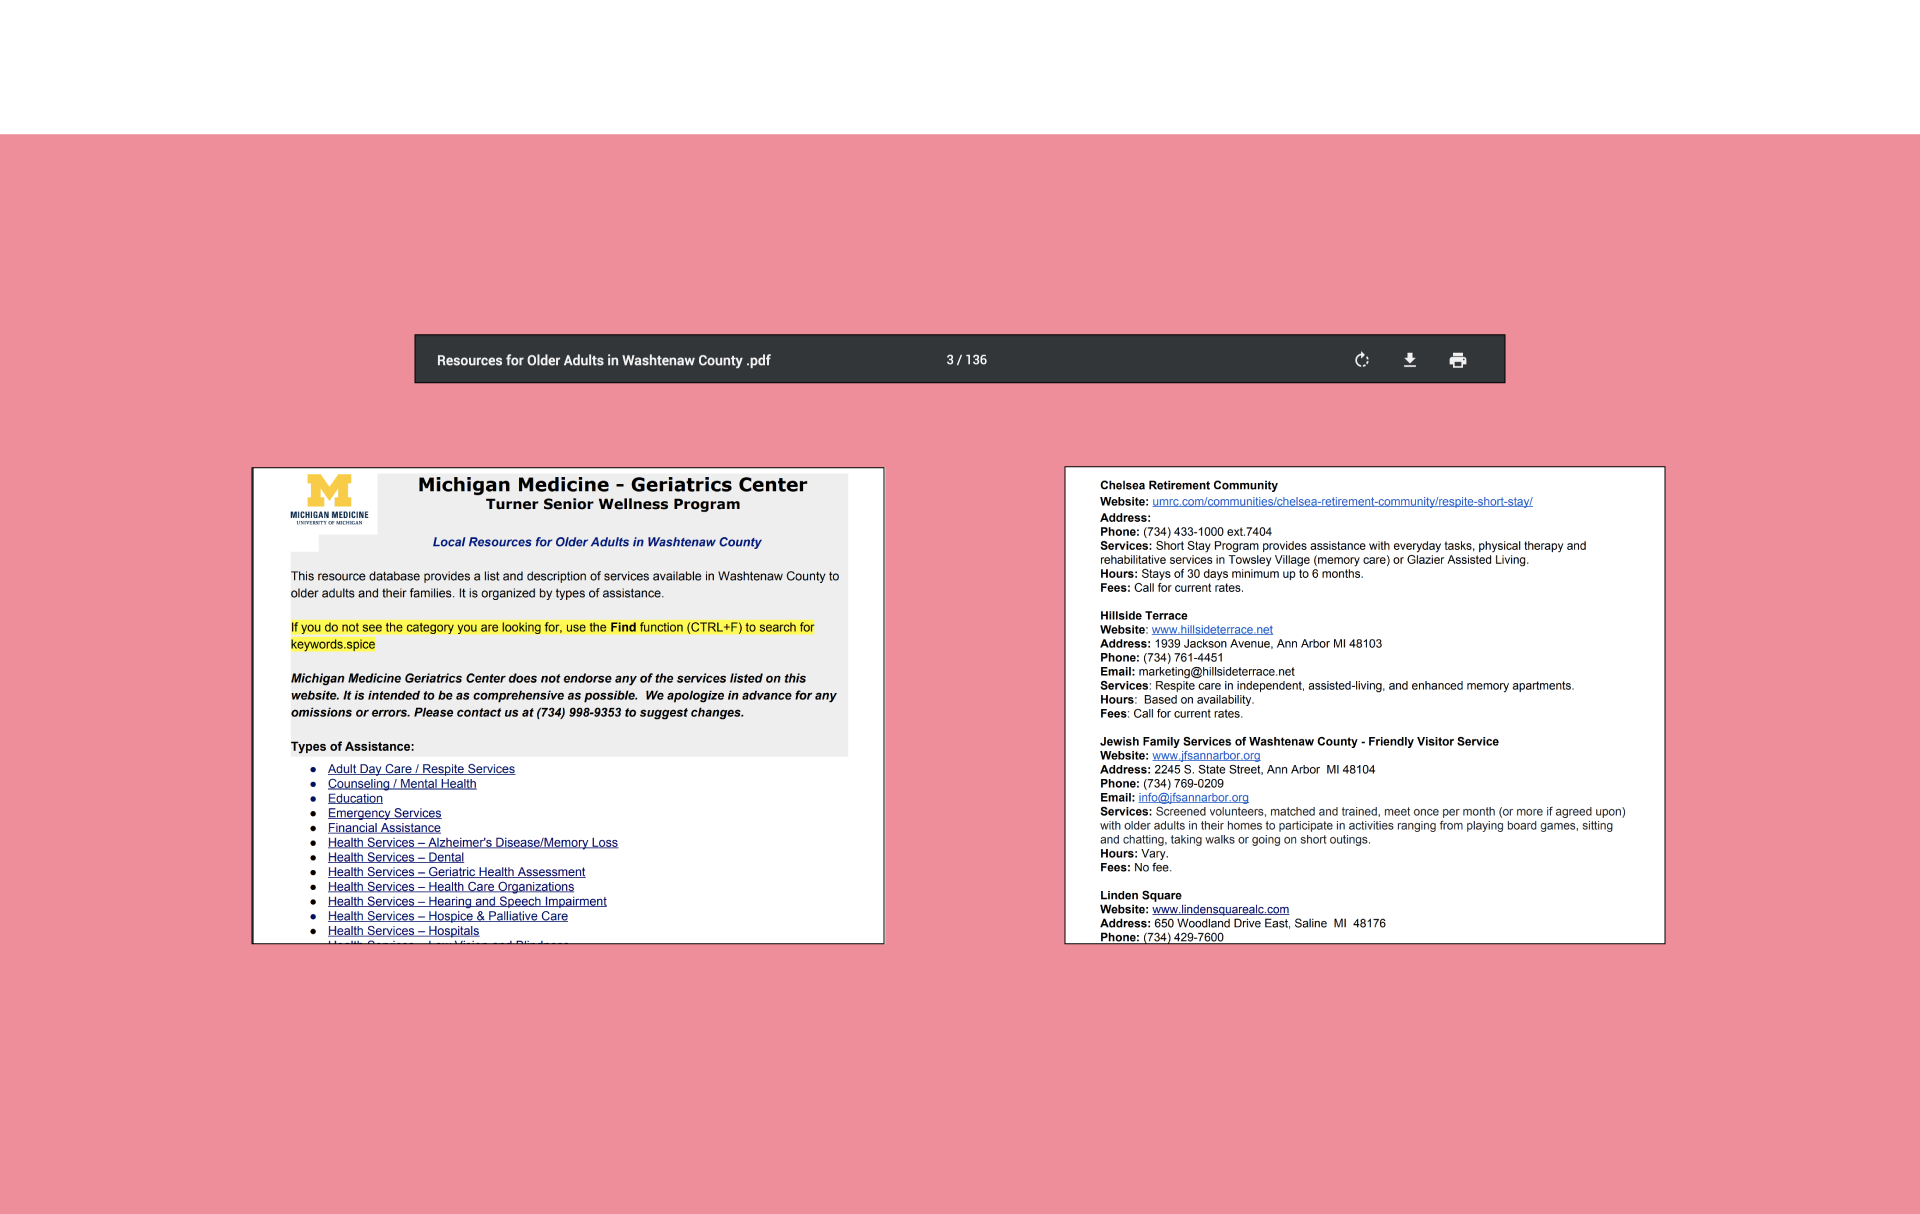 Resources for Older Adults in Washtenaw County .pdf
3 / 136
MICHIGAN MEDICINE
UNIVERSITY OF MICHIGAN
Michigan Medicine - Geriatrics Center
Turner Senior Wellness Program
Local Resources for Older Adults in Washtenaw County
This resource database provides a list and description of services available in Washtenaw County to
older adults and their families. It is organized by types of assistance.
If you do not see the category you are looking for, use the Find function (CTRL+F) to search for
keywords.spice
Michigan Medicine Geriatrics Center does not endorse any of the services listed on this
website. It is intended to be as comprehensive as possible.  We apologize in advance for any
omissions or errors. Please contact us at (734) 998-9353 to suggest changes.
Types of Assistance:
● Adult Day Care / Respite Services
● Counseling / Mental Health
● Education
● Emergency Services
● Financial Assistance
● Health Services – Alzheimer's Disease/Memory Loss
● Health Services – Dental
● Health Services – Geriatric Health Assessment
● Health Services – Health Care Organizations
● Health Services – Hearing and Speech Impairment
● Health Services – Hospice & Palliative Care
● Health Services – Hospitals
Chelsea Retirement Community
Website: umrc.com/communities/chelsea-retirement-community/respite-short-stay/
Address:
Phone: (734) 433-1000 ext.7404
Services: Short Stay Program provides assistance with everyday tasks, physical therapy and
rehabilitative services in Towsley Village (memory care) or Glazier Assisted Living.
Hours: Stays of 30 days minimum up to 6 months.
Fees: Call for current rates.
Hillside Terrace
Website: www.hillsideterrace.net
Address: 1939 Jackson Avenue, Ann Arbor MI 48103
Phone: (734) 761-4451
Email: marketing@hillsideterrace.net
Services: Respite care in independent, assisted-living, and enhanced memory apartments.
Hours:  Based on availability.
Fees: Call for current rates.
Jewish Family Services of Washtenaw County - Friendly Visitor Service
Website: www.jfsannarbor.org
Address: 2245 S. State Street, Ann Arbor  MI 48104
Phone: (734) 769-0209
Email: info@jfsannarbor.org
Services: Screened volunteers, matched and trained, meet once per month (or more if agreed upon)
with older adults in their homes to participate in activities ranging from playing board games, sitting
and chatting, taking walks or going on short outings.
Hours: Vary.
Fees: No fee.
Linden Square
Website: www.lindensquarealc.com
Address: 650 Woodland Drive East, Saline  MI  48176
Phone: (734) 429-7600